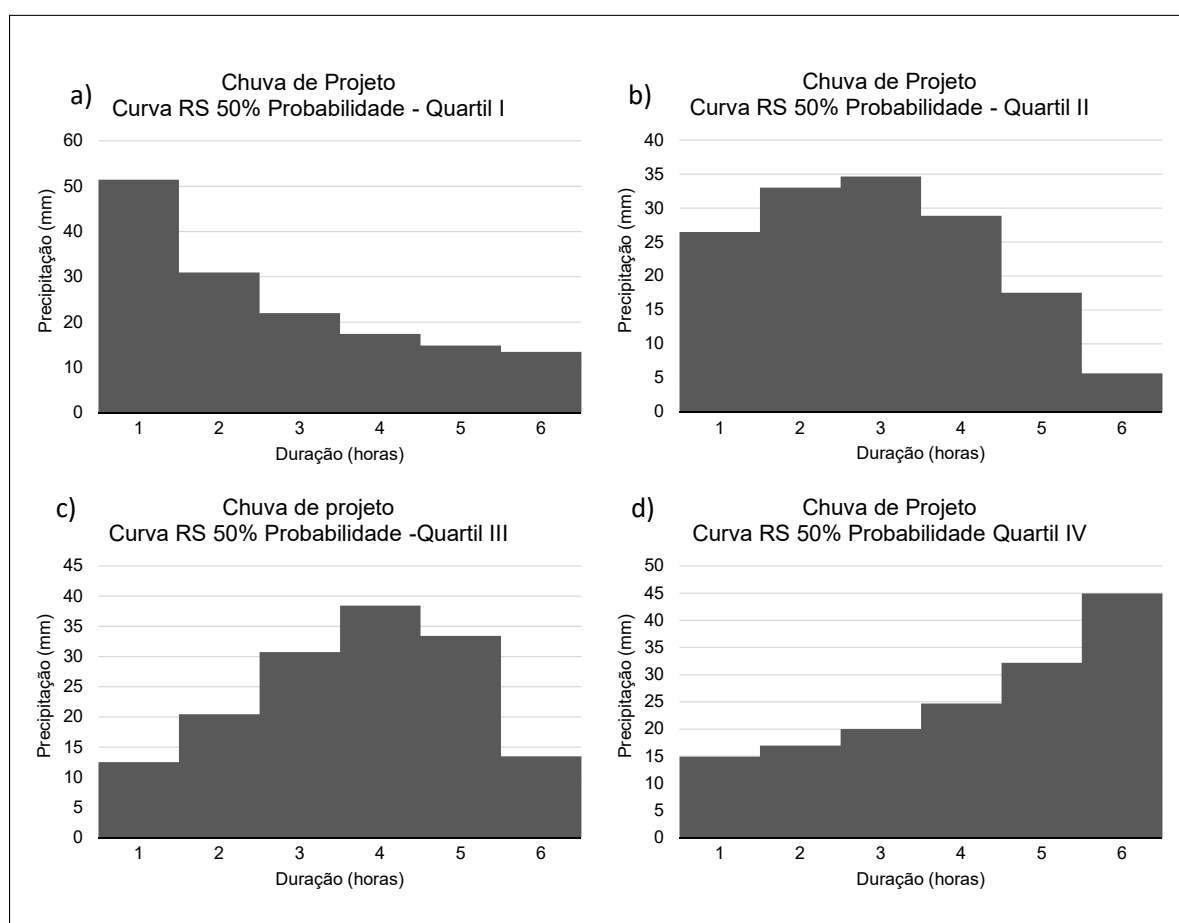 a)
Chuva de Projeto
Curva RS 50% Probabilidade - Quartil I
Precipitação (mm)
60
50
40
30
20
10
0
1 2 3 4 5 6
Duração (horas)
b)
Chuva de Projeto
Curva RS 50% Probabilidade - Quartil II
Precipitação (mm)
40
35
30
25
20
15
10
5
0
1 2 3 4 5 6
Duração (horas)
c)
Chuva de projeto
Curva RS 50% Probabilidade -Quartil III
Precipitação (mm)
45
40
35
30
25
20
15
10
5
0
1 2 3 4 5 6
Duração (horas)
d)
Chuva de Projeto
Curva RS 50% Probabilidade Quartil IV
Precipitação (mm)
50
45
40
35
30
25
20
15
10
5
0
1 2 3 4 5 6
Duração (horas)